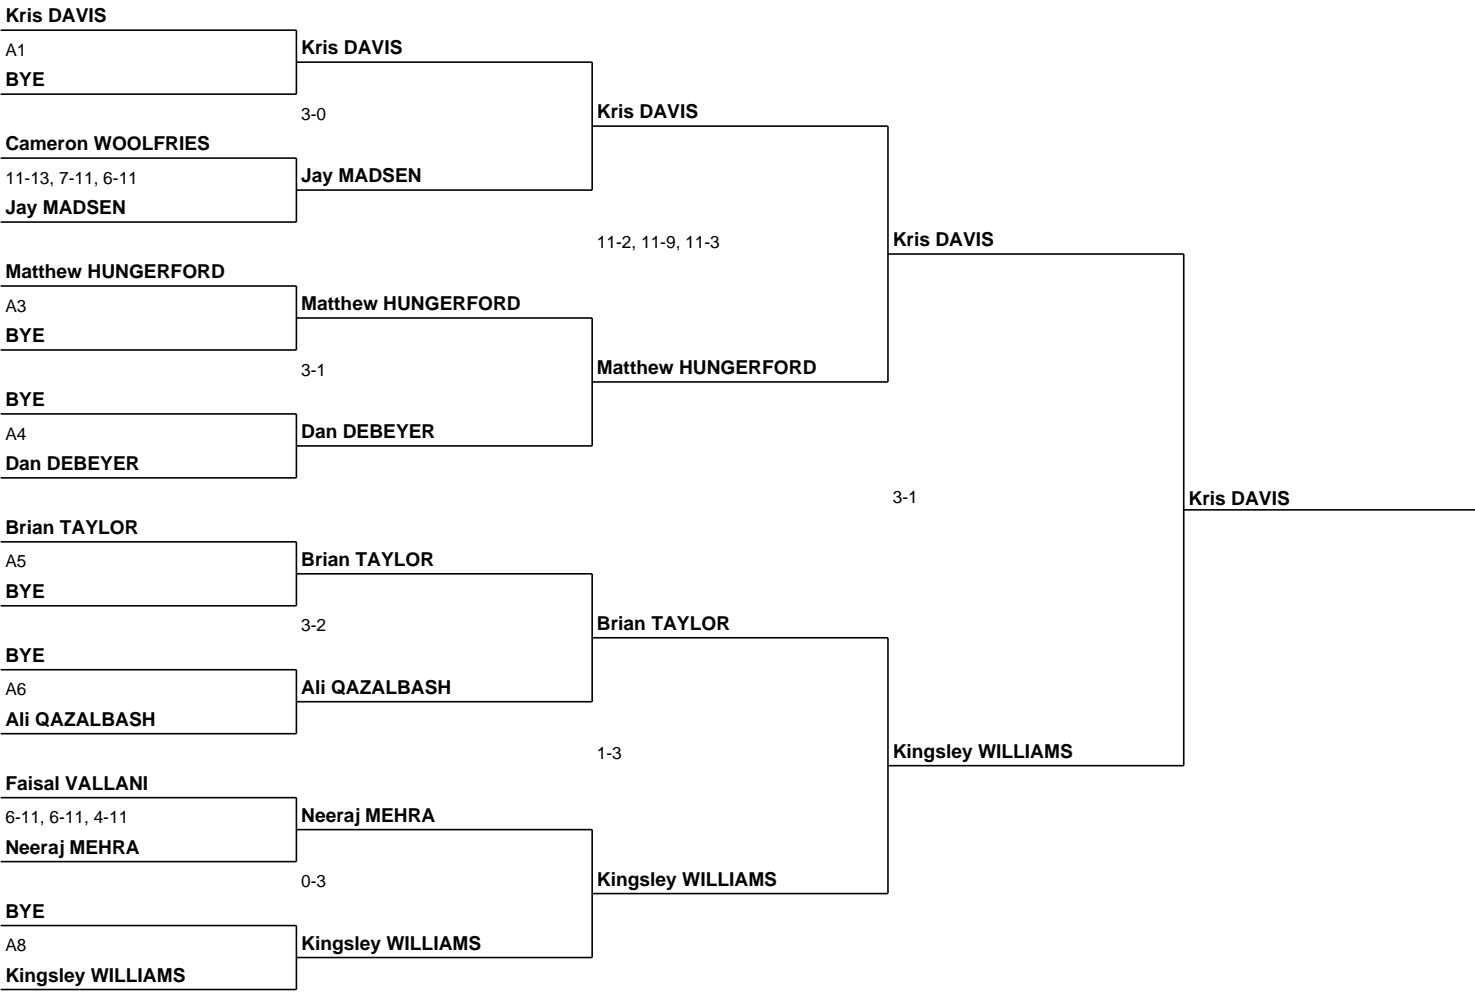 Kris DAVIS
A1
BYE
Kris DAVIS
3-0
Cameron WOOLFRIES
11-13, 7-11, 6-11
Jay MADSEN
Jay MADSEN
Kris DAVIS
11-2, 11-9, 11-3
Matthew HUNGERFORD
A3
BYE
Matthew HUNGERFORD
3-1
BYE
A4
Dan DEBEYER
Dan DEBEYER
Matthew HUNGERFORD
Kris DAVIS
3-1
Kris DAVIS
Brian TAYLOR
A5
BYE
Brian TAYLOR
3-2
BYE
A6
Ali QAZALBASH
Ali QAZALBASH
Brian TAYLOR
1-3
Kingsley WILLIAMS
Faisal VALLANI
6-11, 6-11, 4-11
Neeraj MEHRA
Neeraj MEHRA
0-3
Kingsley WILLIAMS
BYE
A8
Kingsley WILLIAMS
Kingsley WILLIAMS